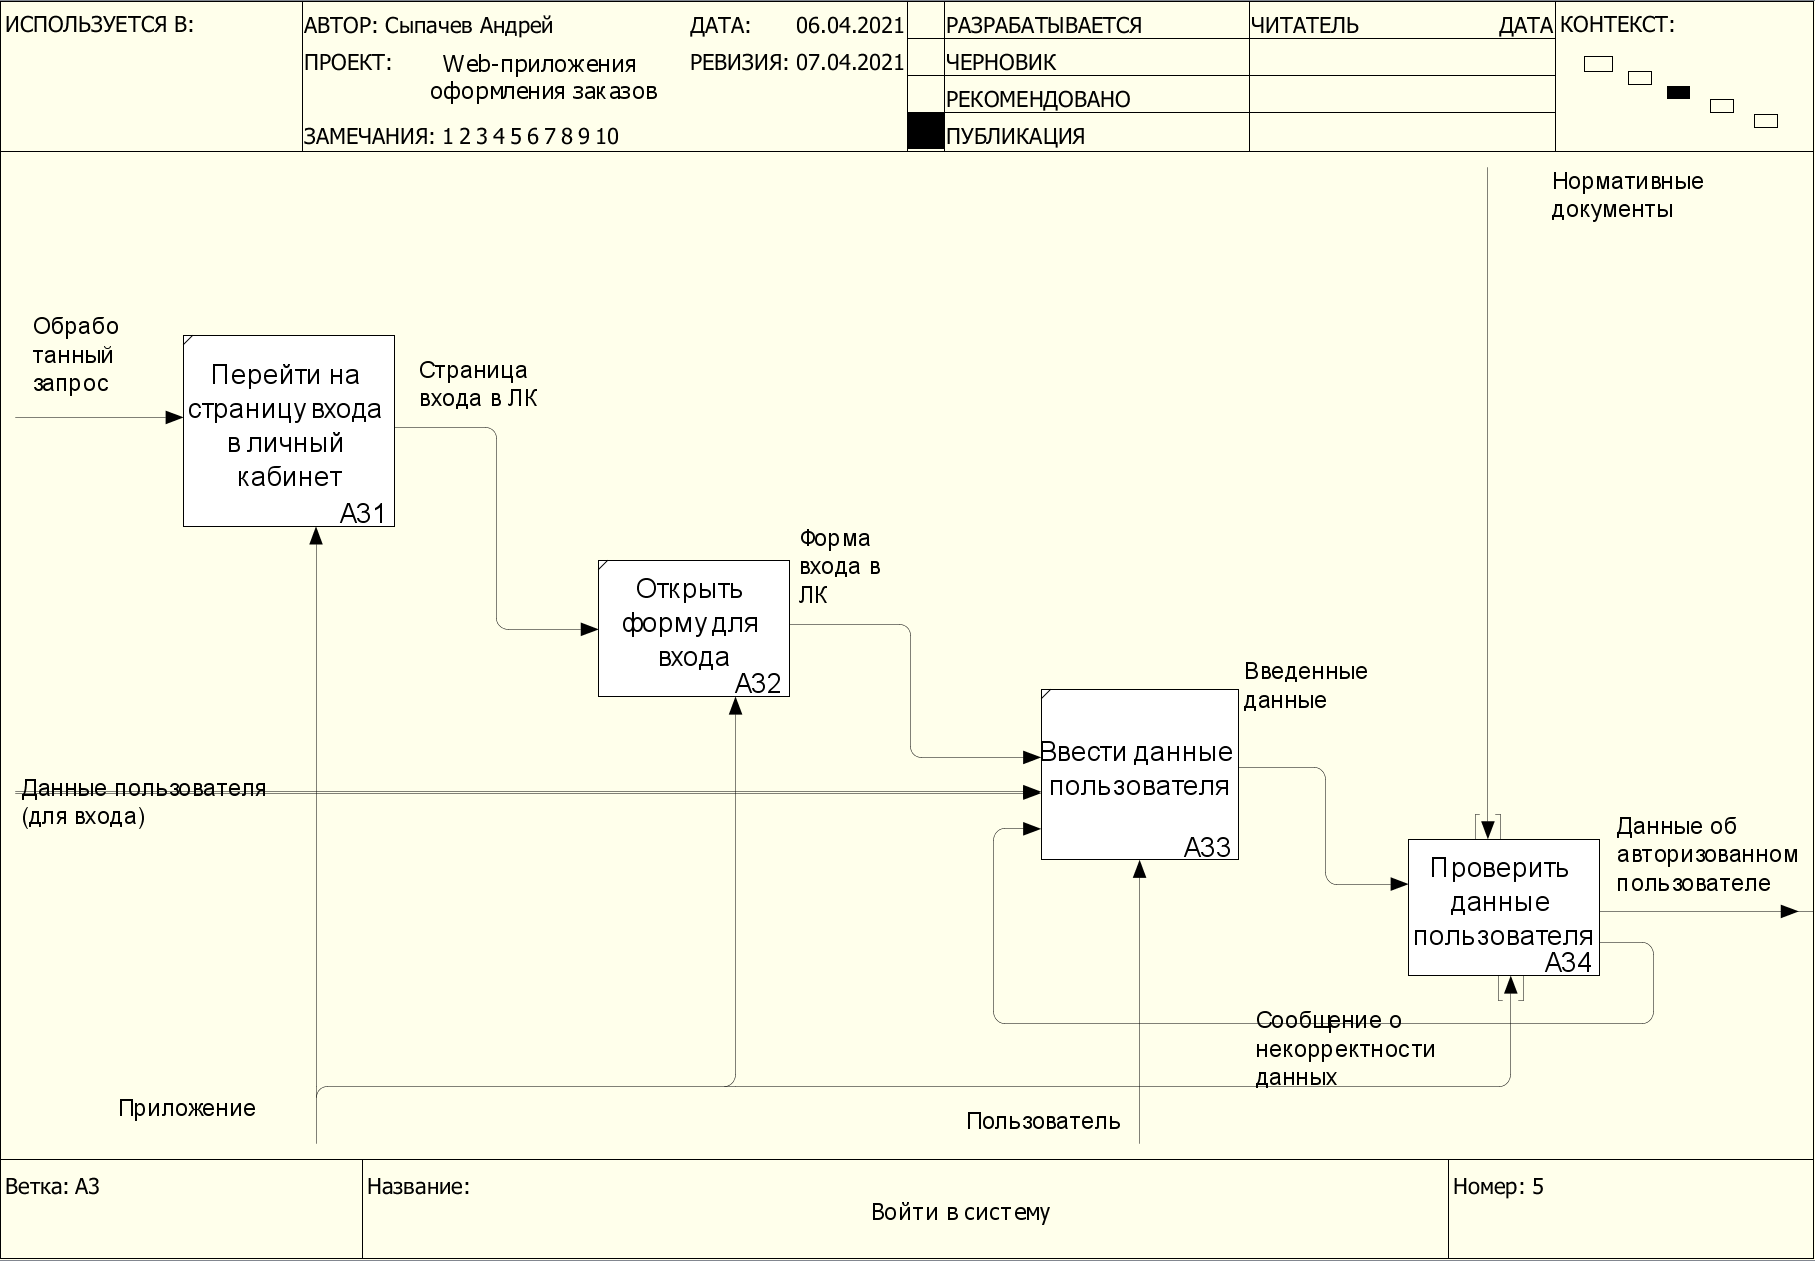 ИСПОЛЬЗУЕТСЯ В:
АВТОР: Сыпачев Андрей
ДАТА: 06.04.2021
ПРОЕКТ: Web-приложения
оформления заказов
РЕВИЗИЯ: 07.04.2021
ЗАМЕЧАНИЯ: 1 2 3 4 5 6 7 8 9 10
РАЗРАБАТЫВАЕТСЯ
ЧЕРНОВИК
РЕКОМЕНДОВАНО
ПУБЛИКАЦИЯ
ЧИТАТЕЛЬ ДАТА
КОНТЕКСТ:
Нормативные
документы
Обрабо
танный
запрос
Перейти на
страницу входа
в личный
кабинет
A31
Страница
входа в ЛК
Открыть
форму для
входа
A32
Форма
входа в
ЛК
Данные пользователя
(для входа)
Ввести данные
пользователя
A33
Введенные
данные
Проверить
данные
пользователя
A34
Данные об
авторизованном
пользователе
Сообщение о
некорректности
данных
Приложение
Пользователь
Ветка: A3
Название:
Войти в систему
Номер: 5